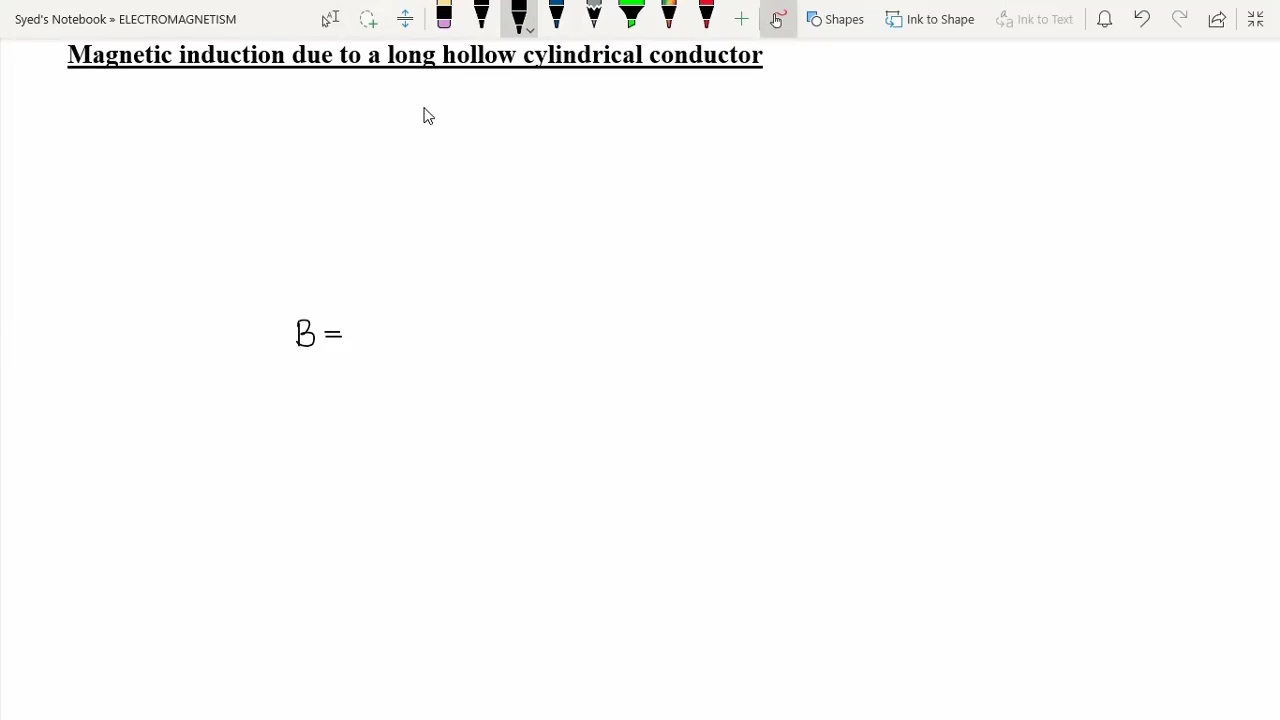 Syed's Notebook » ELECTROMAGNETISM
Shapes
Ink to Shape
Ink to Text
Magnetic induction due to a long hollow cylindrical conductor
B =